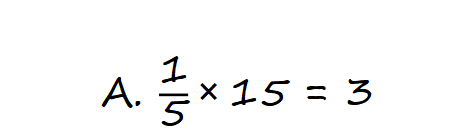 A. 1/5 × 15 = 3